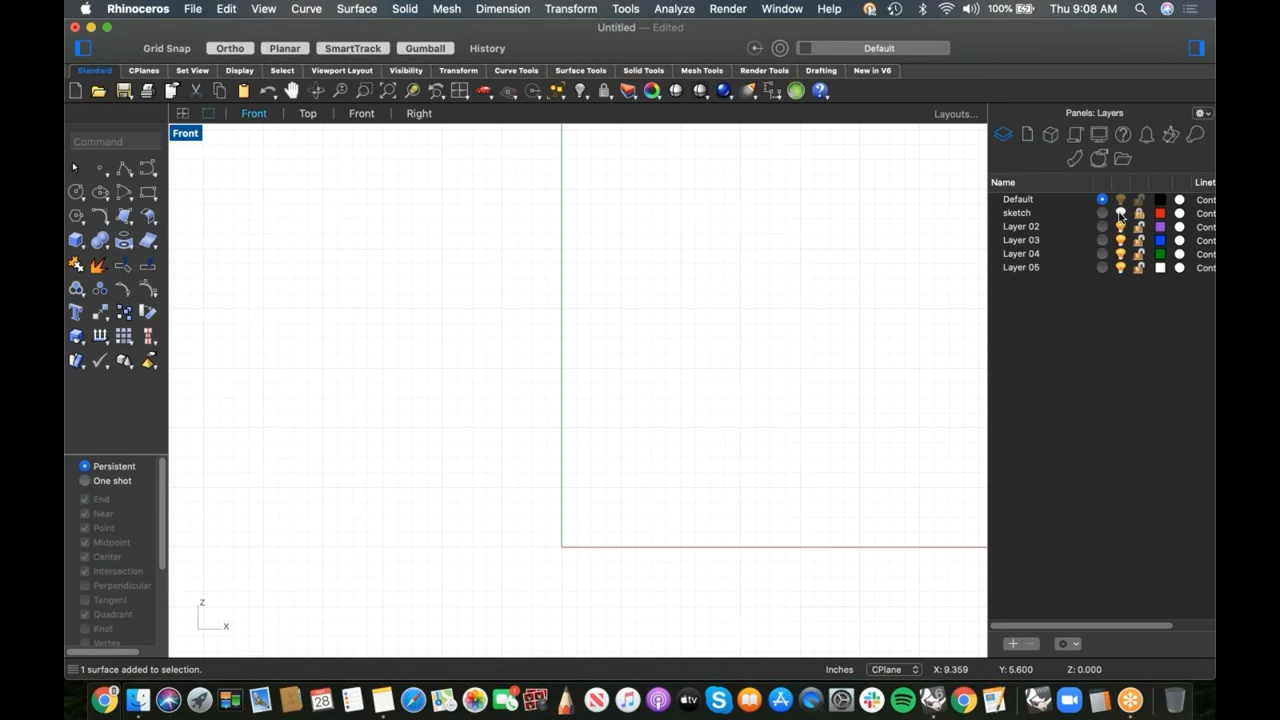 Rhinoceros File Edit View Curve Surface Solid Mesh Dimension Transform Tools Analyze Render Window Help 100% Thu 9:08 AM
Untitled — Edited
Grid Snap Ortho Planar SmartTrack Gumball History Default
Standard CPlanes Set View Display Select Viewport Layout Visibility Transform Curve Tools Surface Tools Solid Tools Mesh Tools Render Tools Drafting New in V6
Front Top Front Right Layouts... Panels: Layers
Front
Command
Name Linet
Default Cont
sketch Cont
Layer 02 Cont
Layer 03 Cont
Layer 04 Cont
Layer 05 Cont
Persistent
One shot
End
Near
Point
Midpoint
Center
Intersection
Perpendicular
Tangent
Quadrant
Knot
Vertex
z
x
1 surface added to selection. Inches CPlane X: 9.359 Y: 5.600 Z: 0.000
28